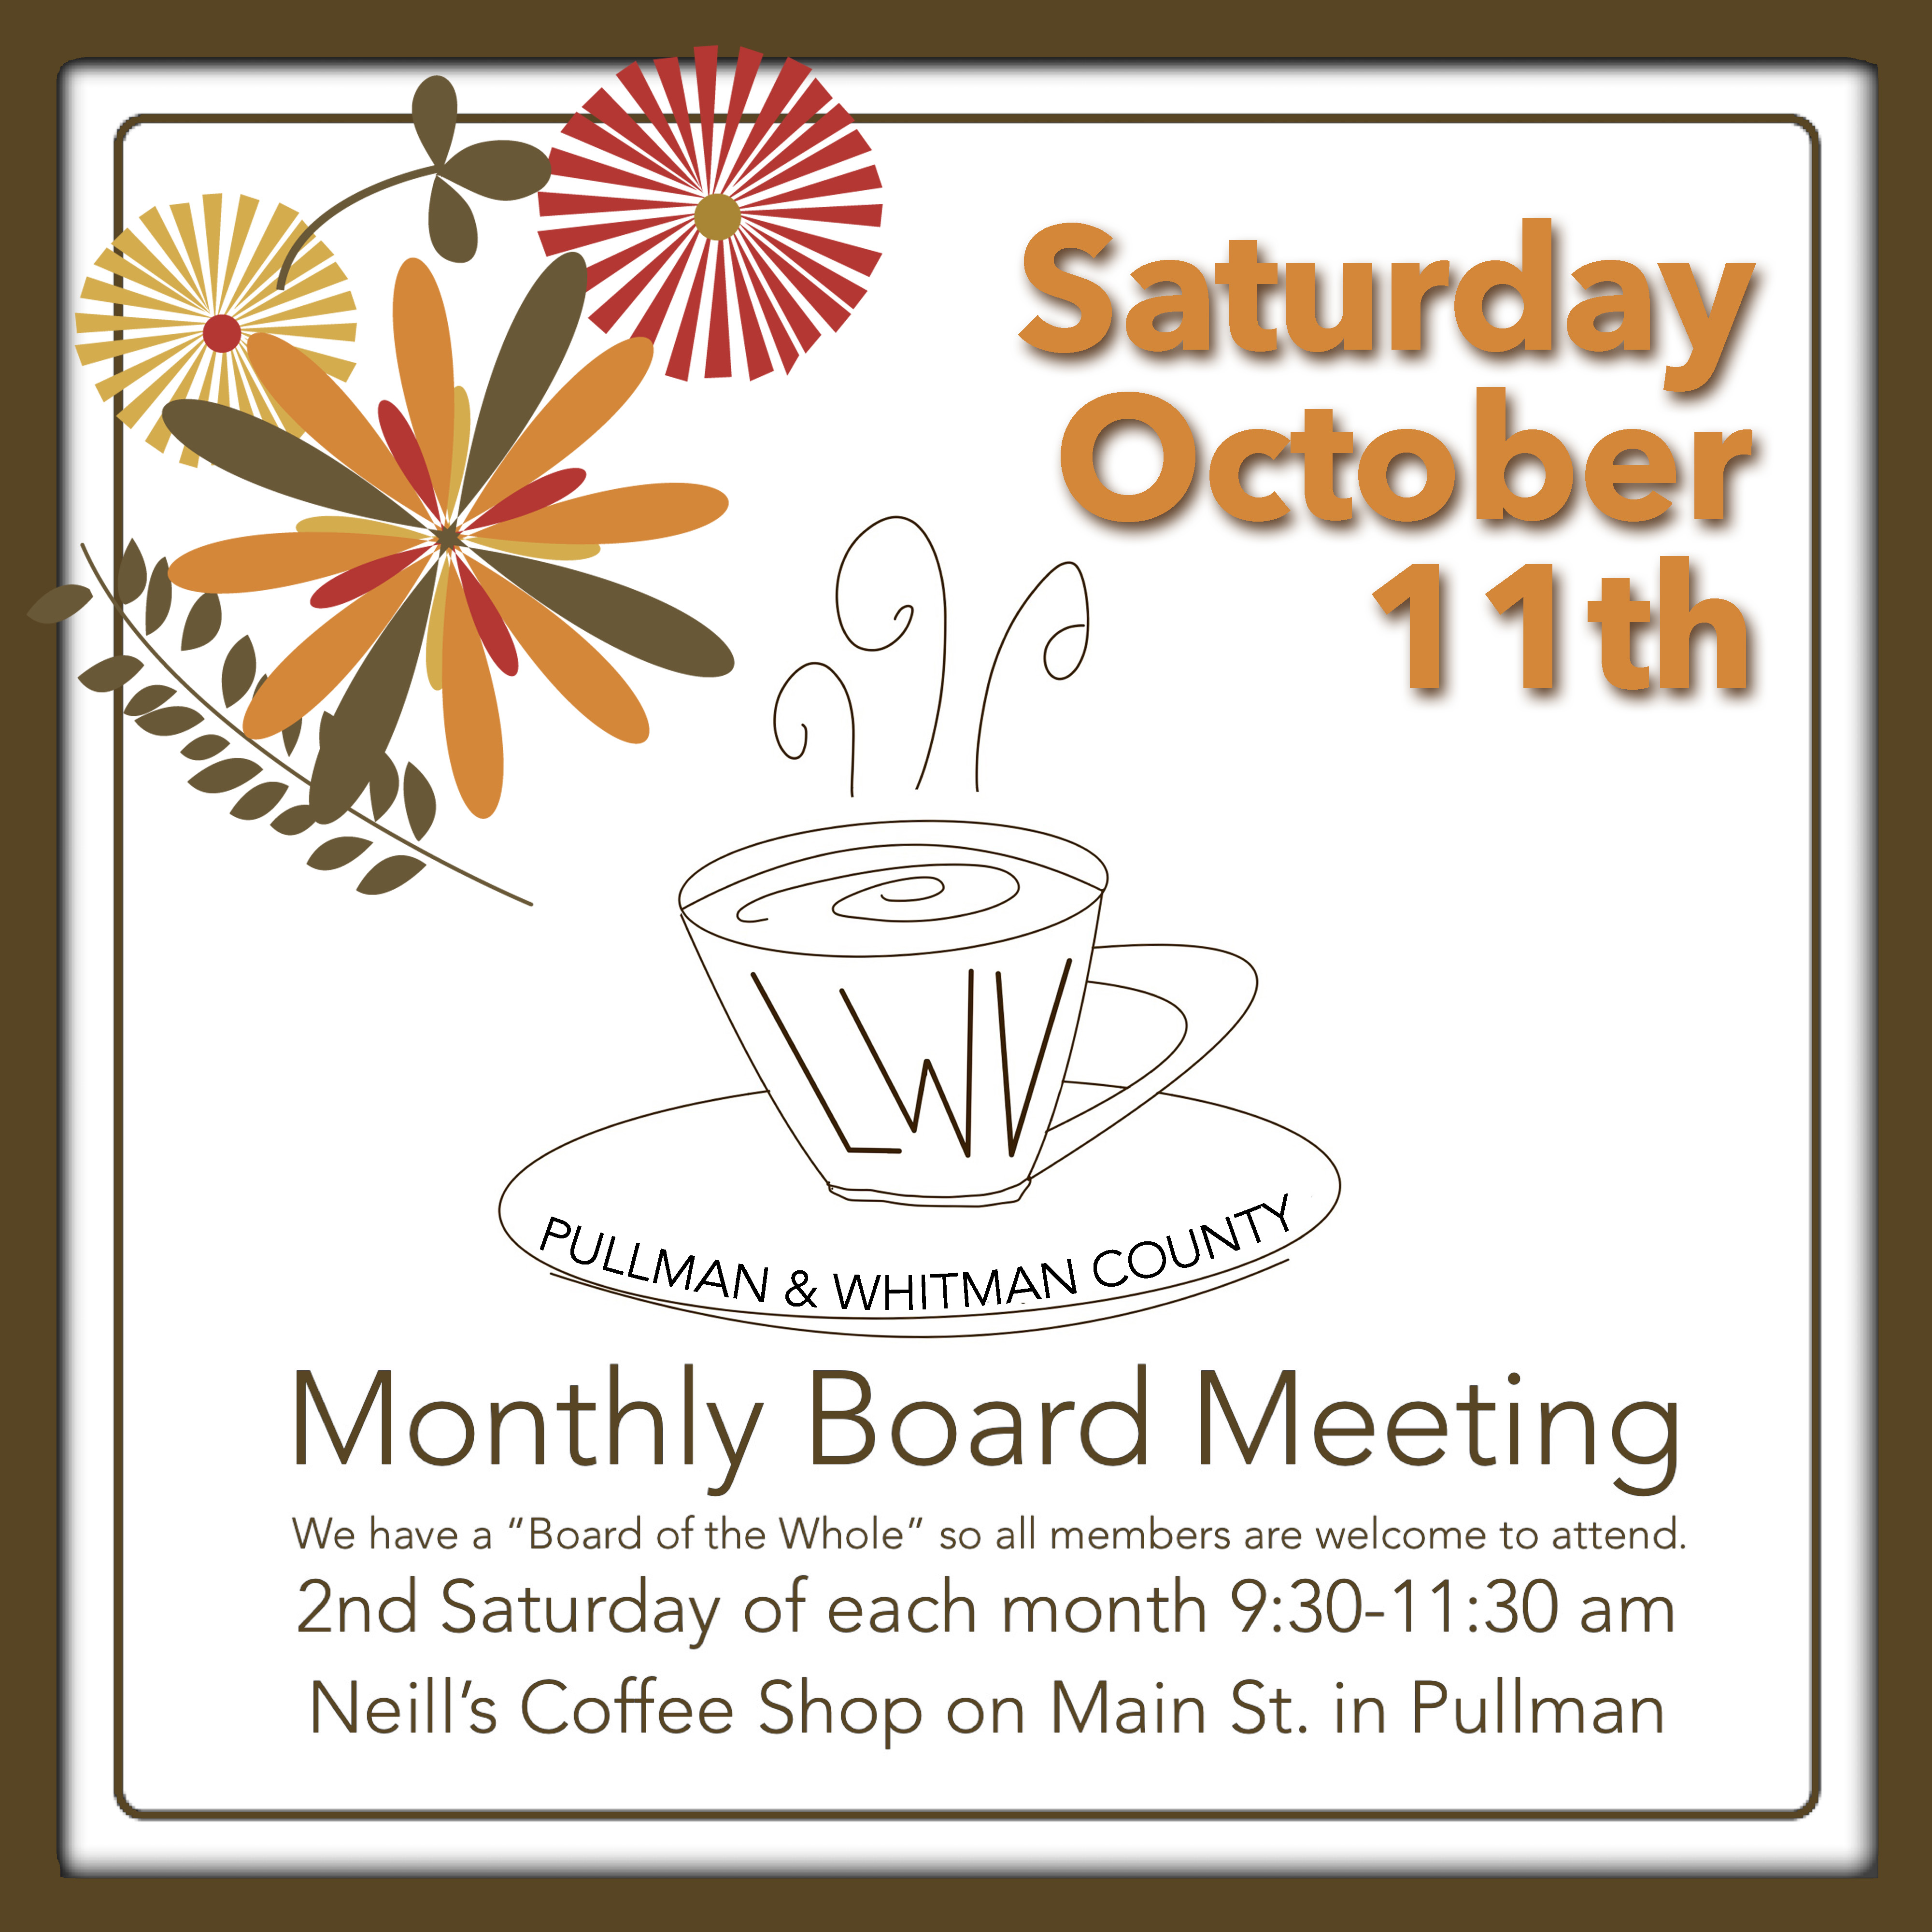 Saturday
October
11th
LWV
PULLMAN & WHITMAN COUNTY
Monthly Board Meeting
We have a “Board of the Whole” so all members are welcome to attend.
2nd Saturday of each month 9:30-11:30 am
Neill’s Coffee Shop on Main St. in Pullman